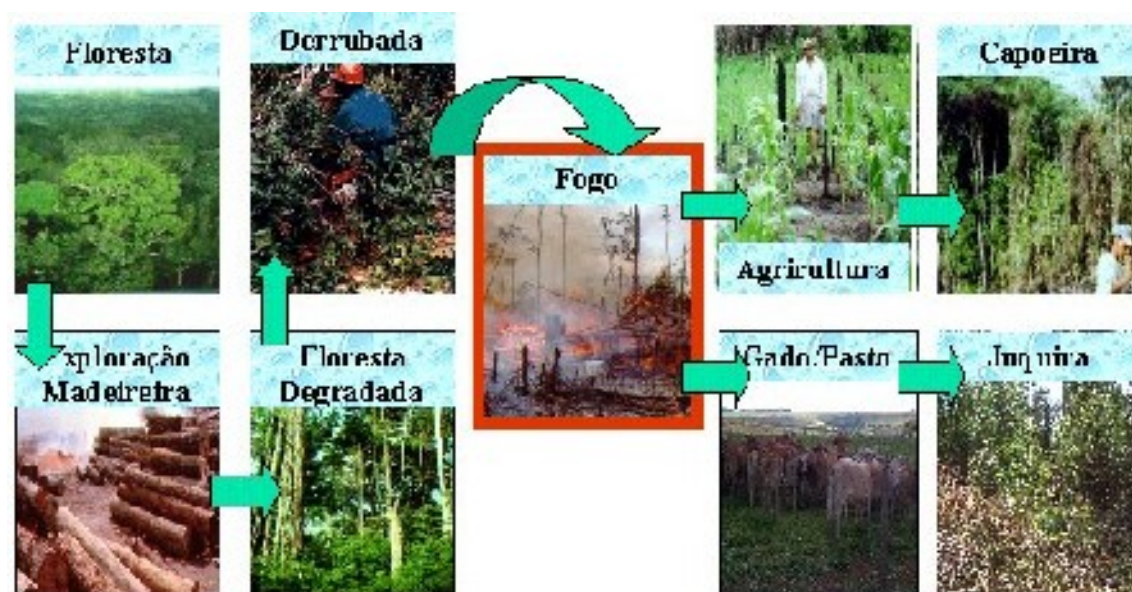 Floresta
Exploração
Madeireira
Floresta
Degradada
Derrubada
Fogo
Agricultura
Capoeira
Gado/Pasto
Juquira